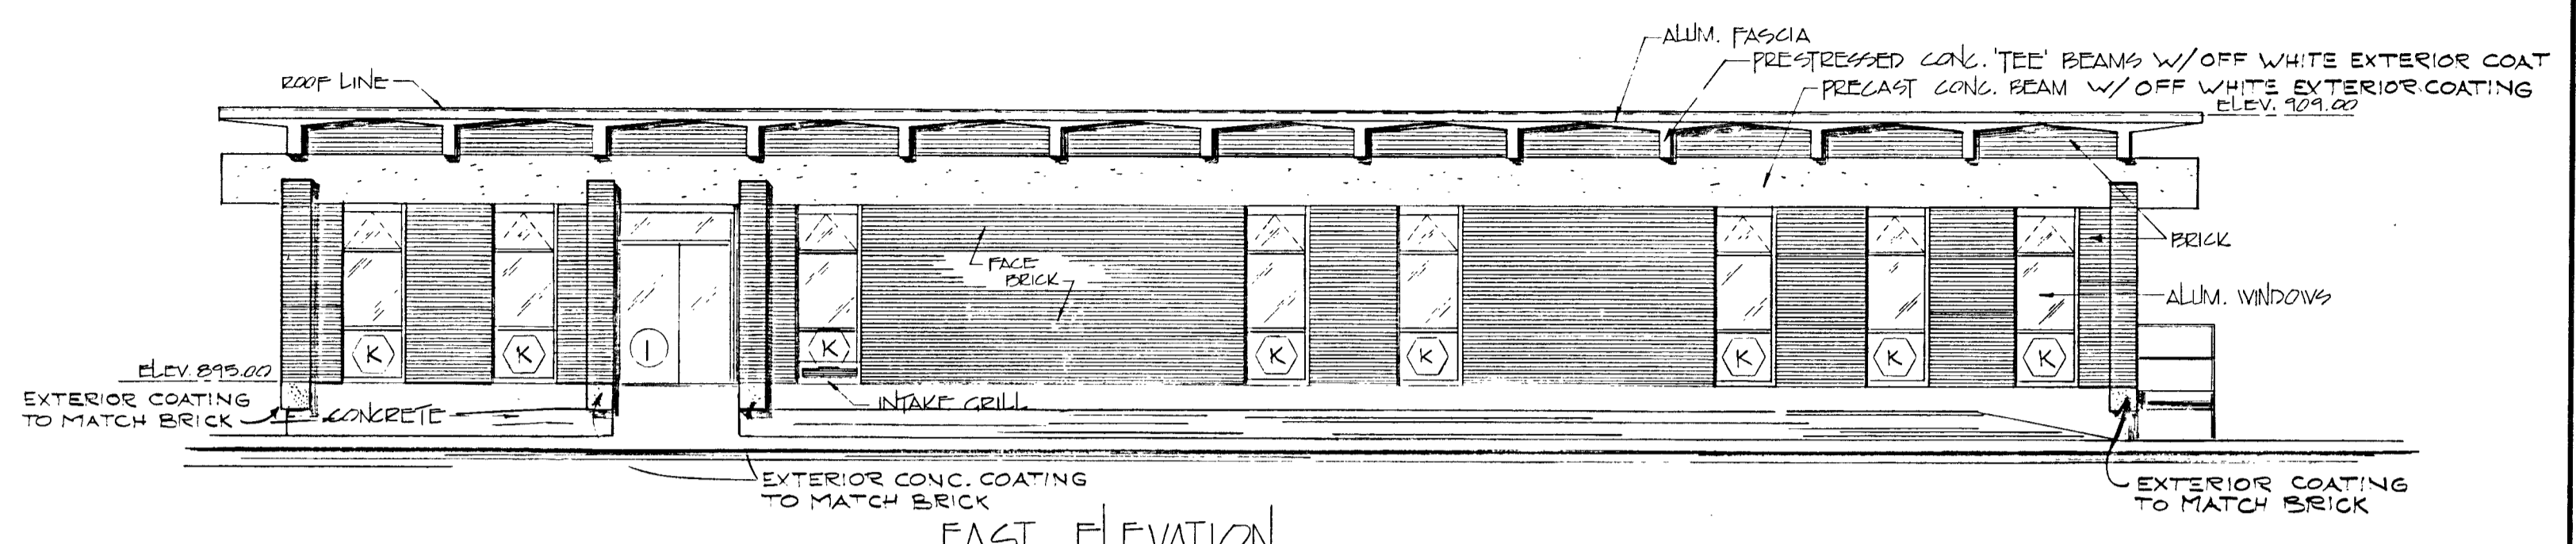 ALUM. FASCIA
PRESTRESSED CONC. 'TEE' BEAMS W/ OFF WHITE EXTERIOR COAT
PRECAST CONC. BEAM W/ OFF WHITE EXTERIOR COATING
ELEV. 909.00
ROOF LINE
FACE
BRICK
BRICK
ALUM. WINDOWS
K
K
1
K
K
K
K
K
K
ELEV. 895.00
EXTERIOR COATING
TO MATCH BRICK
CONCRETE
INTAKE GRILL
EXTERIOR CONC. COATING
TO MATCH BRICK
EXTERIOR COATING
TO MATCH BRICK
EAST ELEVATION